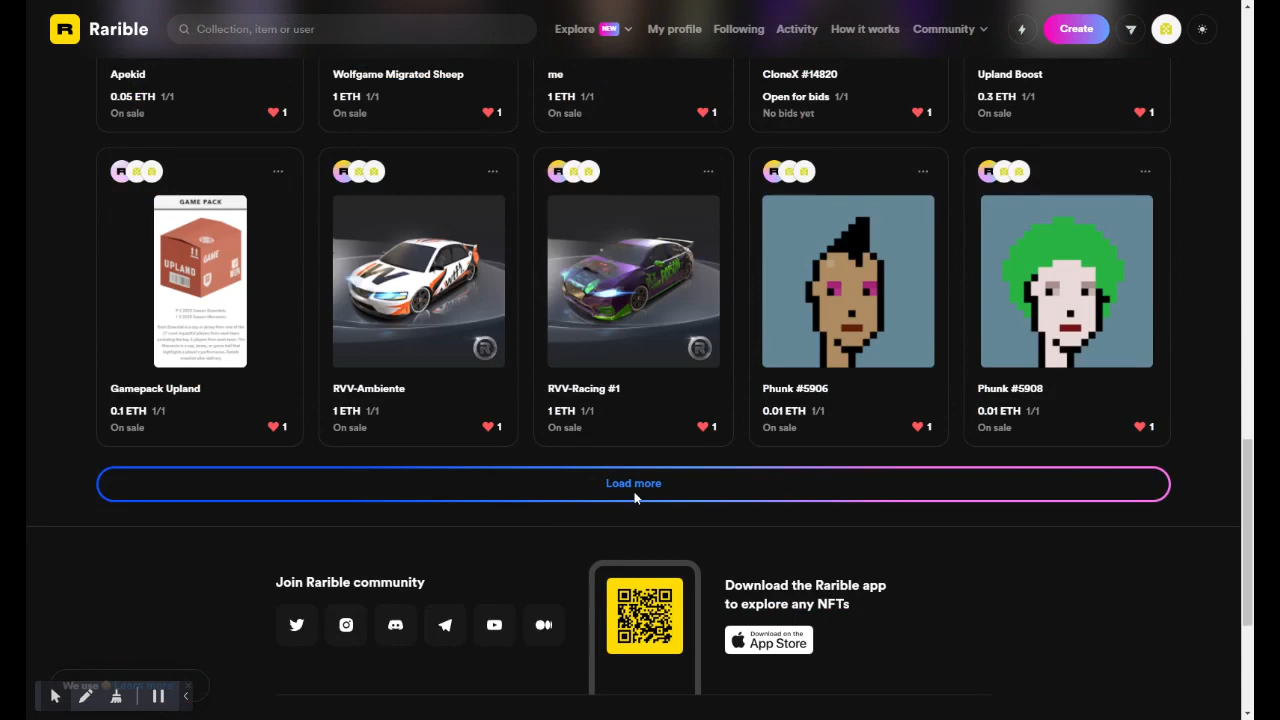 Rarible
Collection, item or user
Explore NEW My profile Following Activity How it works Community Create
Apekid Wolfgame Migrated Sheep me CloneX #14820 Upland Boost
0.05 ETH 1/1 1 ETH 1/1 1 ETH 1/1 Open for bids 1/1 0.3 ETH 1/1
On sale 1 On sale 1 On sale 1 No bids yet 1 On sale 1
GAME PACK
UPLAND
GAME
Gamepack Upland RVV-Ambiente RVV-Racing #1 Phunk #5906 Phunk #5908
0.1 ETH 1/1 1 ETH 1/1 1 ETH 1/1 0.01 ETH 1/1 0.01 ETH 1/1
On sale 1 On sale 1 On sale 1 On sale 1 On sale 1
Load more
Join Rarible community
Download the Rarible app
to explore any NFTs
Download on the
App Store
We use Learn more